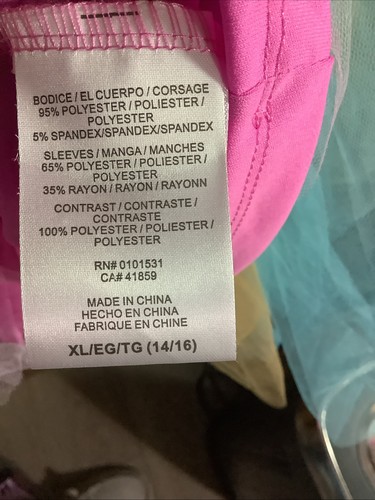 BODICE / EL CUERPO / CORSAGE
95% POLYESTER / POLIESTER /
POLYESTER
5% SPANDEX/SPANDEX/SPANDEX
SLEEVES / MANGA / MANCHES
65% POLYESTER / POLIESTER /
POLYESTER
35% RAYON / RAYON / RAYONN
CONTRAST / CONTRASTE /
CONTRASTE
100% POLYESTER / POLIESTER /
POLYESTER
RN# 0101531
CA# 41859
MADE IN CHINA
HECHO EN CHINA
FABRIQUE EN CHINE
XL/EG/TG (14/16)